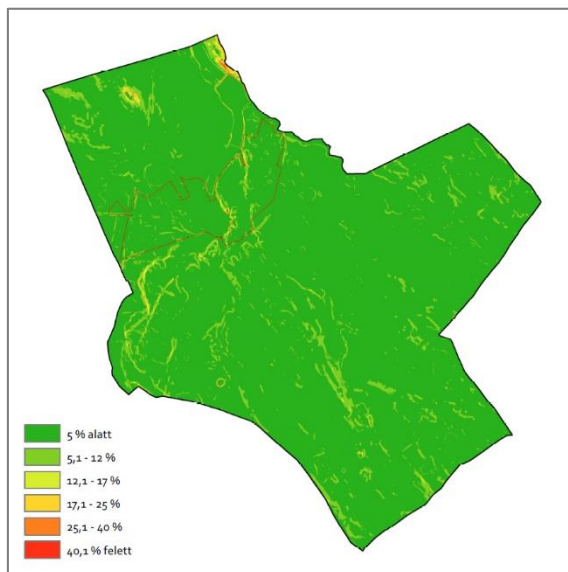 5 % alatt
5,1 - 12 %
12,1 - 17 %
17,1 - 25 %
25,1 - 40 %
40,1 % felett